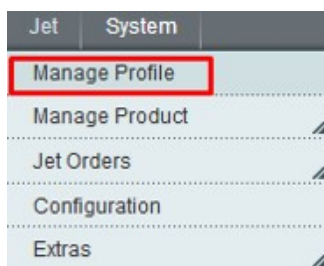 Jet System
Manage Profile
Manage Product
Jet Orders
Configuration
Extras